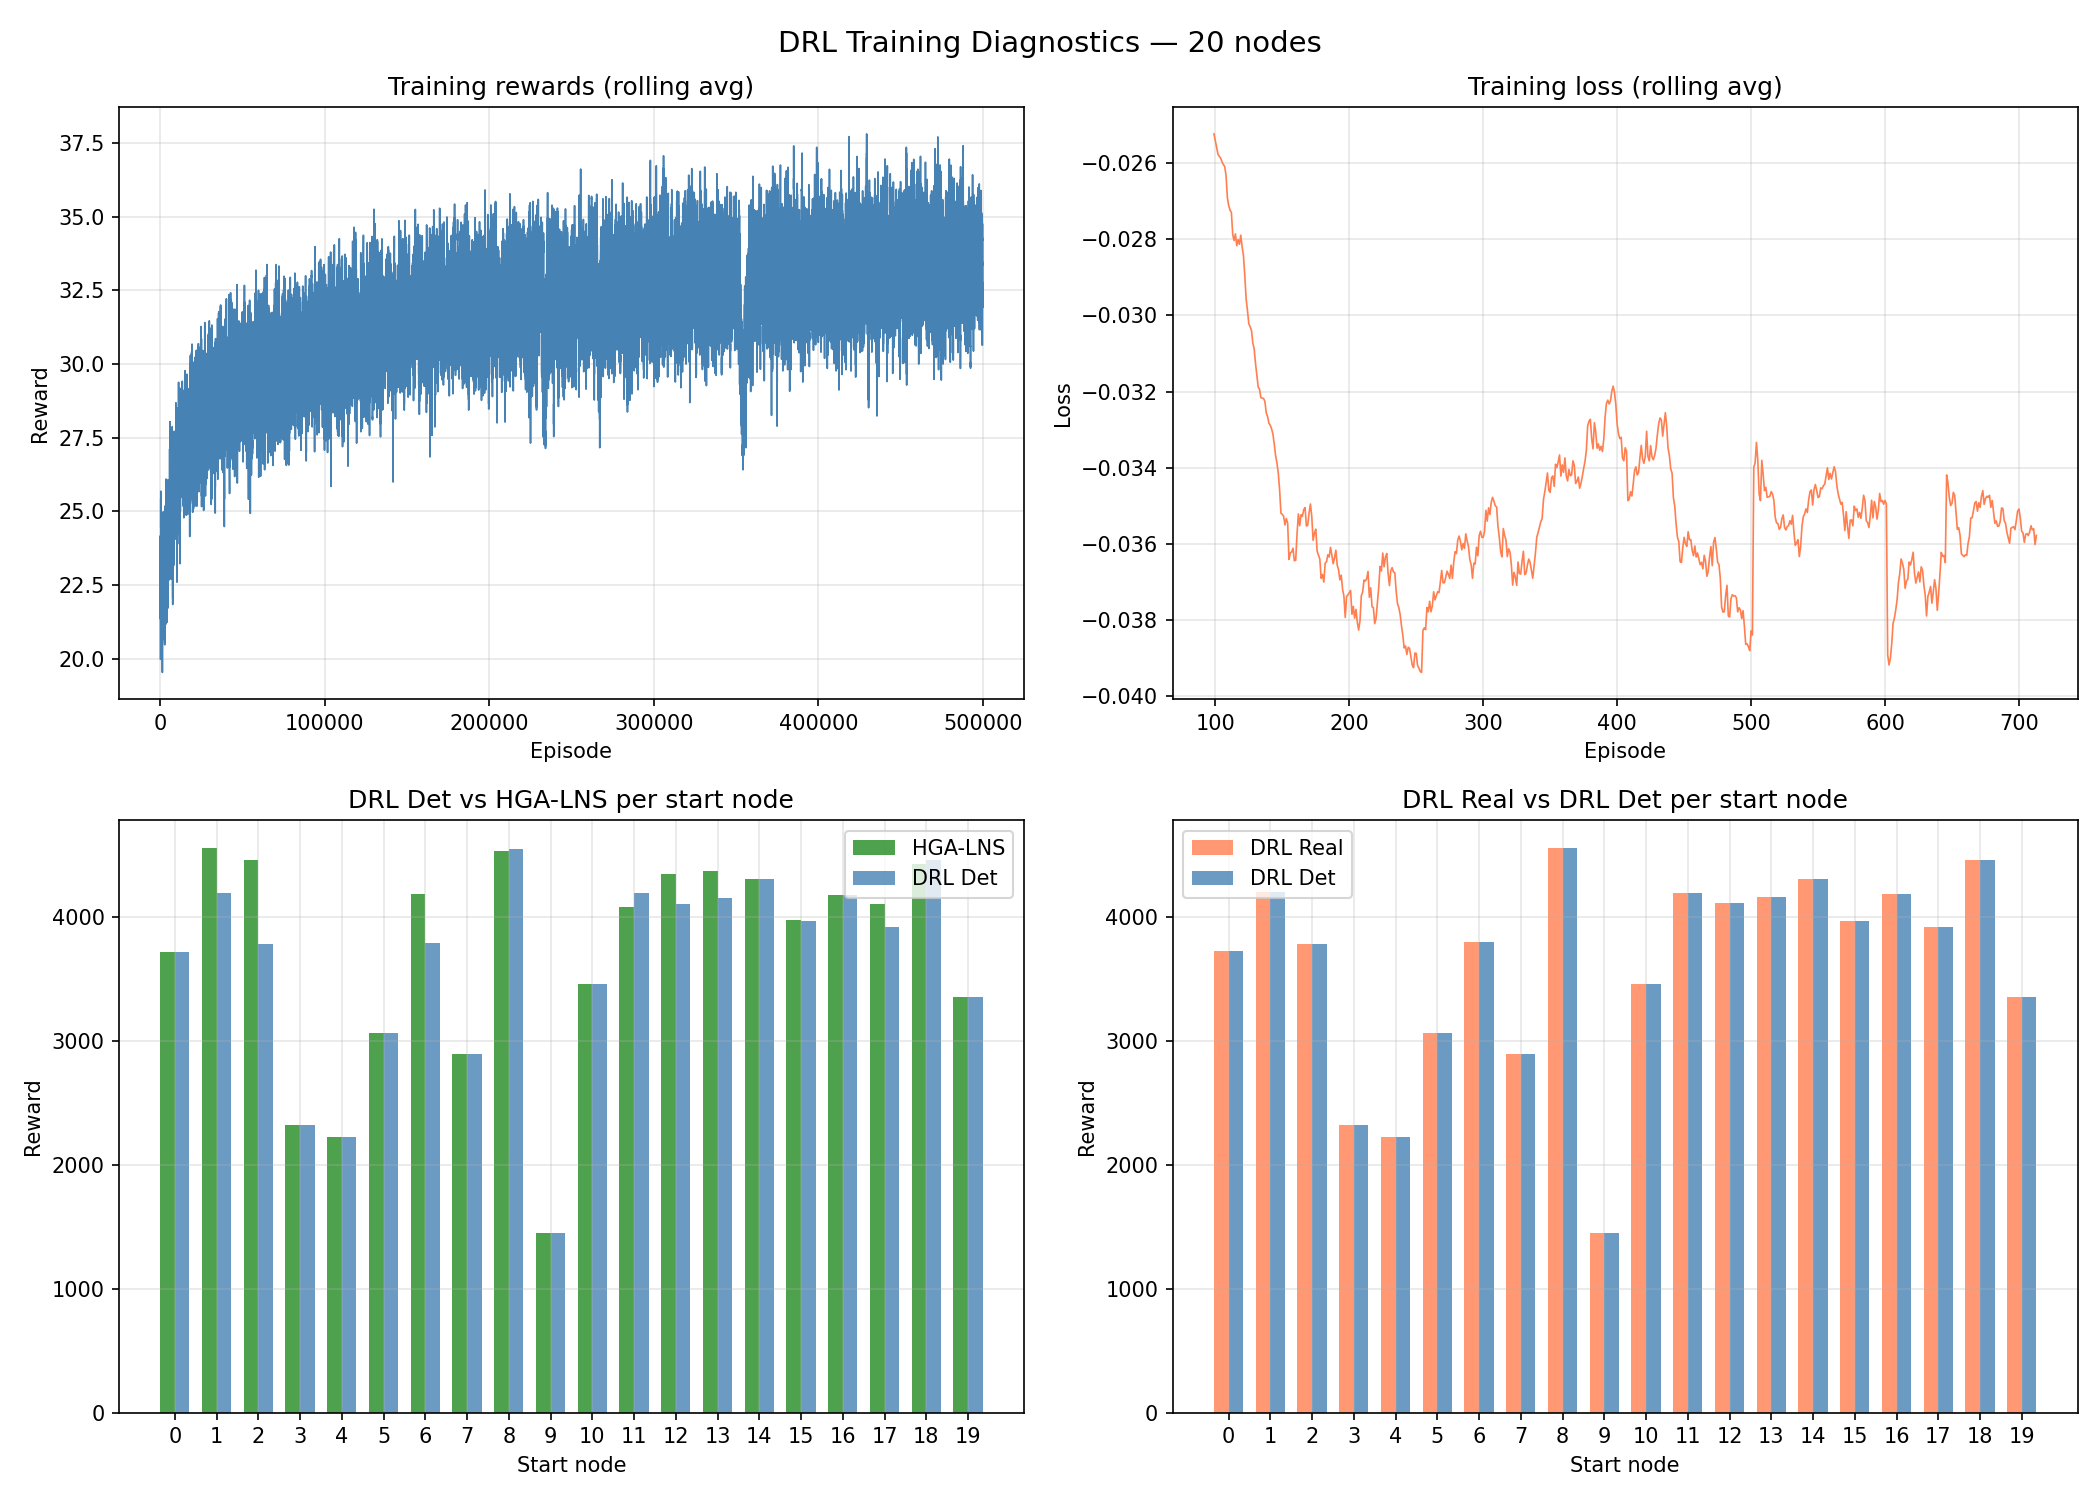 DRL Training Diagnostics — 20 nodes
Training rewards (rolling avg)
37.5
35.0
32.5
30.0
27.5
25.0
22.5
20.0
Reward
0 100000 200000 300000 400000 500000
Episode
Training loss (rolling avg)
−0.026
−0.028
−0.030
−0.032
−0.034
−0.036
−0.038
−0.040
Loss
100 200 300 400 500 600 700
Episode
DRL Det vs HGA-LNS per start node
HGA-LNS
DRL Det
4000
3000
2000
1000
0
Reward
0 1 2 3 4 5 6 7 8 9 10 11 12 13 14 15 16 17 18 19
Start node
DRL Real vs DRL Det per start node
DRL Real
DRL Det
4000
3000
2000
1000
0
Reward
0 1 2 3 4 5 6 7 8 9 10 11 12 13 14 15 16 17 18 19
Start node